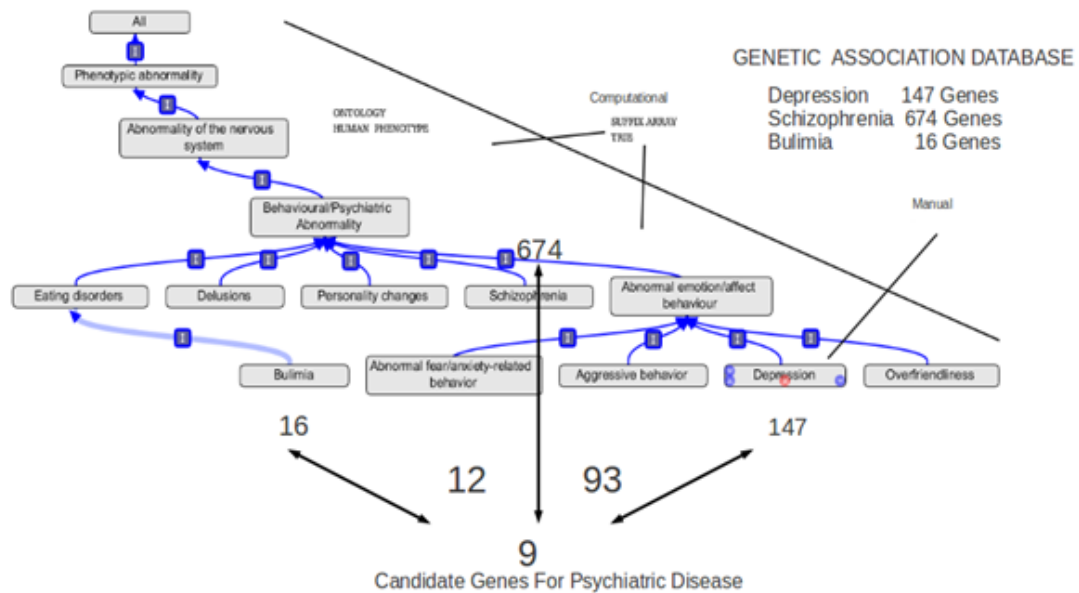 All
Phenotypic abnormality
Abnormality of the nervous
system
Behavioural/Psychiatric
Abnormality
ONTOLOGY
HUMAN PHENOTYPE
Computational
SUFFIX ARRAY
GENETIC ASSOCIATION DATABASE
Depression 147 Genes
Schizophrenia 674 Genes
Bulimia 16 Genes
Manual
674
Eating disorders
Delusions
Personality changes
Schizophrenia
Abnormal emotion/affect
behaviour
Bulimia
Abnormal fear/anxiety-related
behavior
Aggressive behavior
Depression
Overfriendliness
16
147
12
93
9
Candidate Genes For Psychiatric Disease